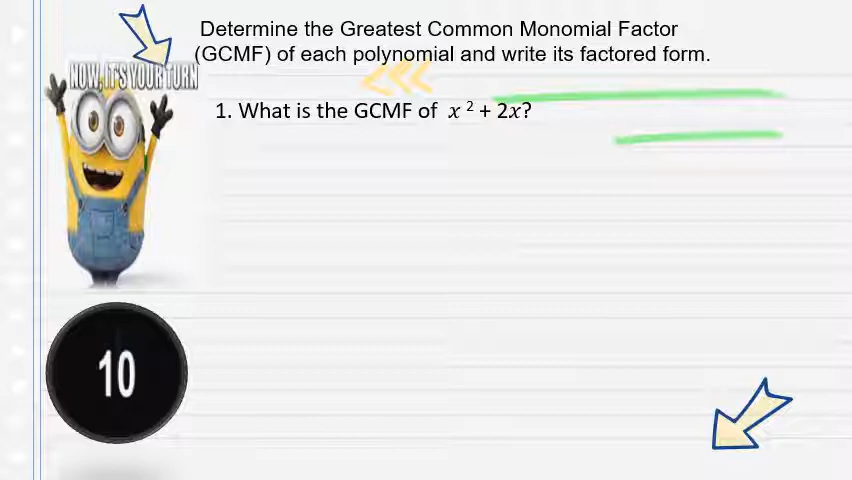 Determine the Greatest Common Monomial Factor
(GCMF) of each polynomial and write its factored form.
NOW, IT'S YOUR TURN
1. What is the GCMF of x ² + 2x?
10